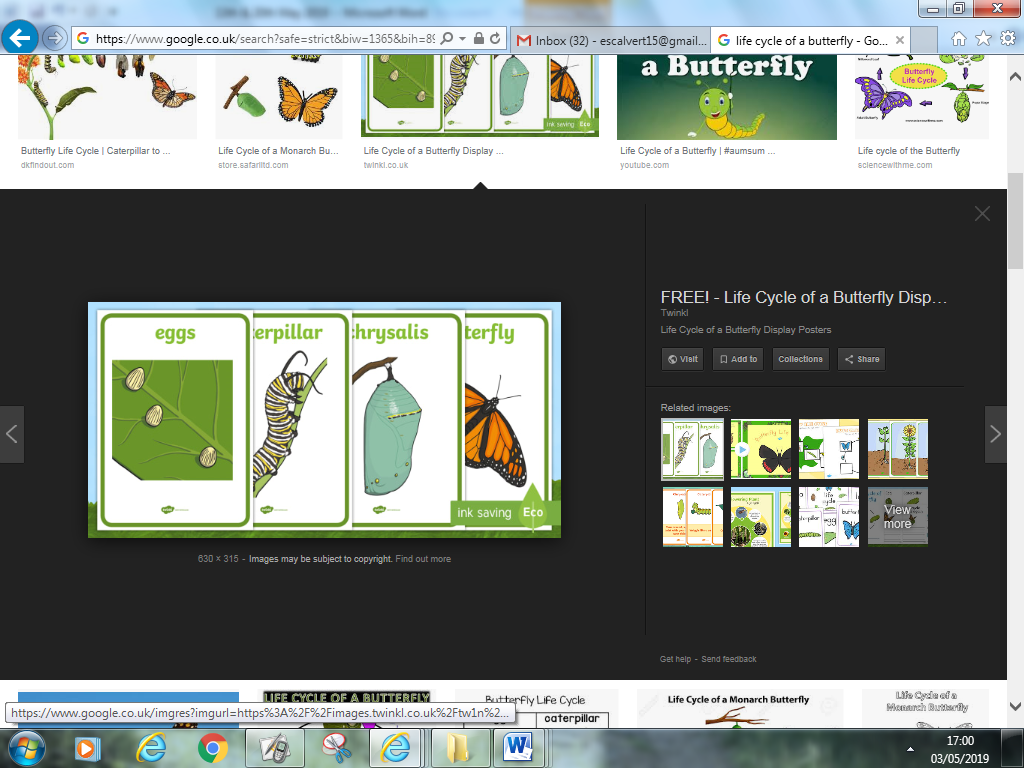 https://www.google.co.uk/search?safe=strict&biw=1365&bih=89
Inbox (32) - escalvert15@gmail...
life cycle of a butterfly - Go...
a Butterfly
Butterfly
Life Cycle
ink saving Eco
Butterfly Life Cycle | Caterpillar to ...
dkfindout.com
Life Cycle of a Monarch Bu...
store.safariltd.com
Life Cycle of a Butterfly Display ...
twinkl.co.uk
Life Cycle of a Butterfly | #aumsum ...
youtube.com
Life cycle of the Butterfly
sciencewithme.com
eggs
erpillar
hrysalis
terfly
ink saving Eco
630 × 315 - Images may be subject to copyright. Find out more
FREE! - Life Cycle of a Butterfly Disp...
Twinkl
Life Cycle of a Butterfly Display Posters
Visit
Add to
Collections
Share
Related images:
View
more
Get help - Send feedback
LIFE CYCLE OF A BUTTERFLY
Butterfly Life Cycle
caterpillar
Life Cycle of a Monarch Butterfly
Life Cycle of a
Monarch Butterfly
https://www.google.co.uk/imgres?imgurl=https%3A%2F%2Fimages.twinkl.co.uk%2Ftw1n%2...
17:00
03/05/2019